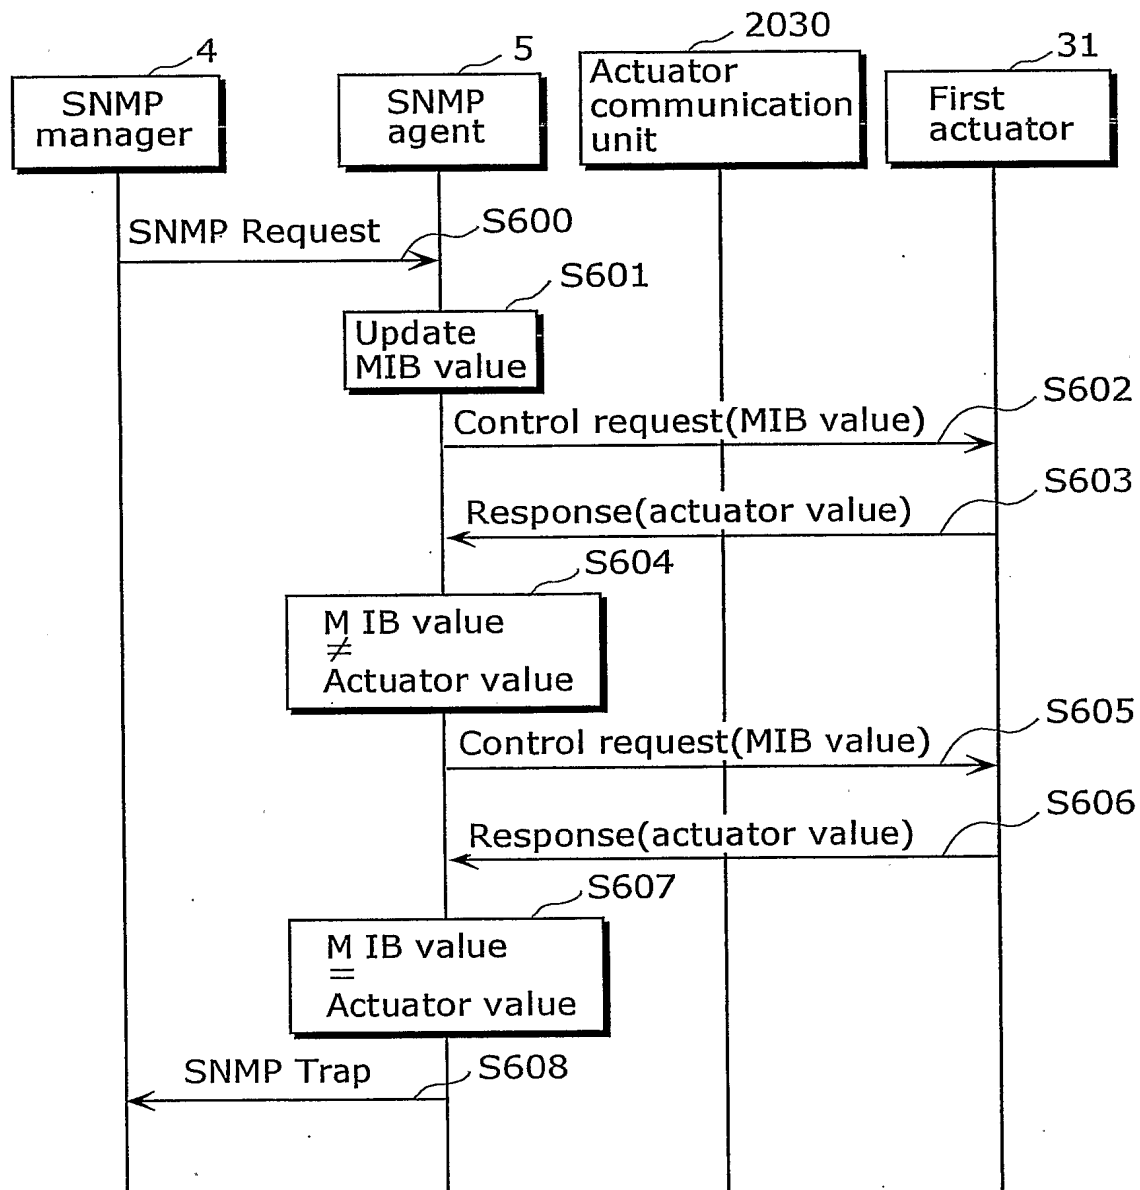 4
5
2030
31
SNMP
manager
SNMP
agent
Actuator
communication
unit
First
actuator
SNMP Request
S600
S601
Update
MIB value
S602
Control request(MIB value)
S603
Response(actuator value)
S604
M IB value
≠
Actuator value
S605
Control request(MIB value)
S606
Response(actuator value)
S607
M IB value
=
Actuator value
SNMP Trap
S608